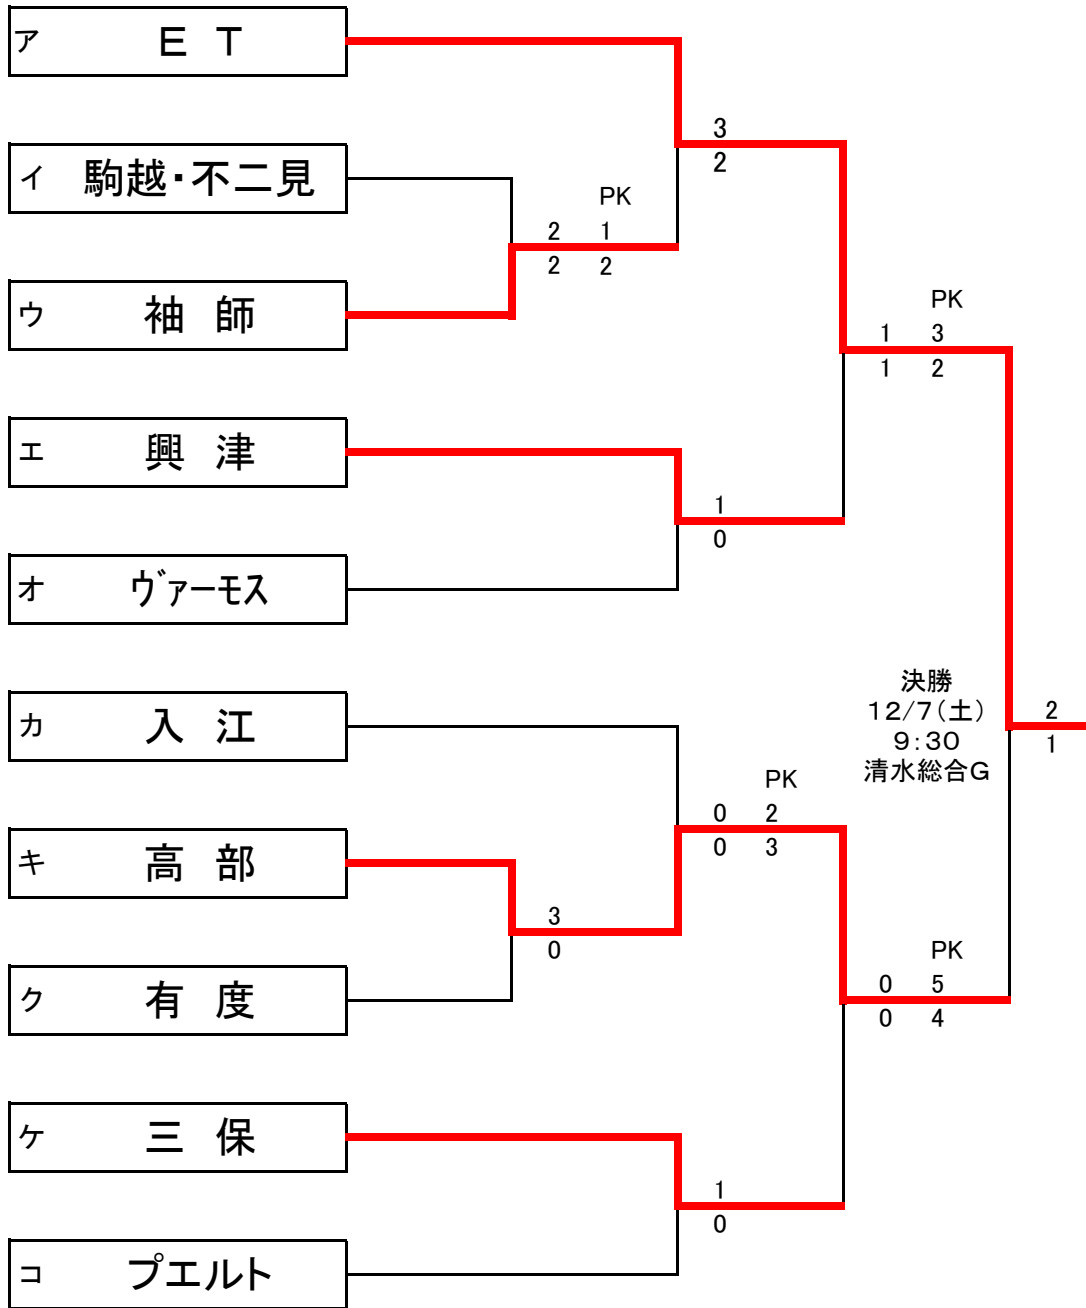 ア ＥＴ
3
2
イ 駒越・不二見
PK
2 1
2 2
ウ 袖師
PK
1 3
1 2
エ 興津
1
0
オ ヴァーモス
決勝
12/7(土)
9:30
清水総合G
2
1
カ 入江
PK
0 2
0 3
キ 高部
3
0
ク 有度
PK
0 5
0 4
ケ 三保
1
0
コ プエルト